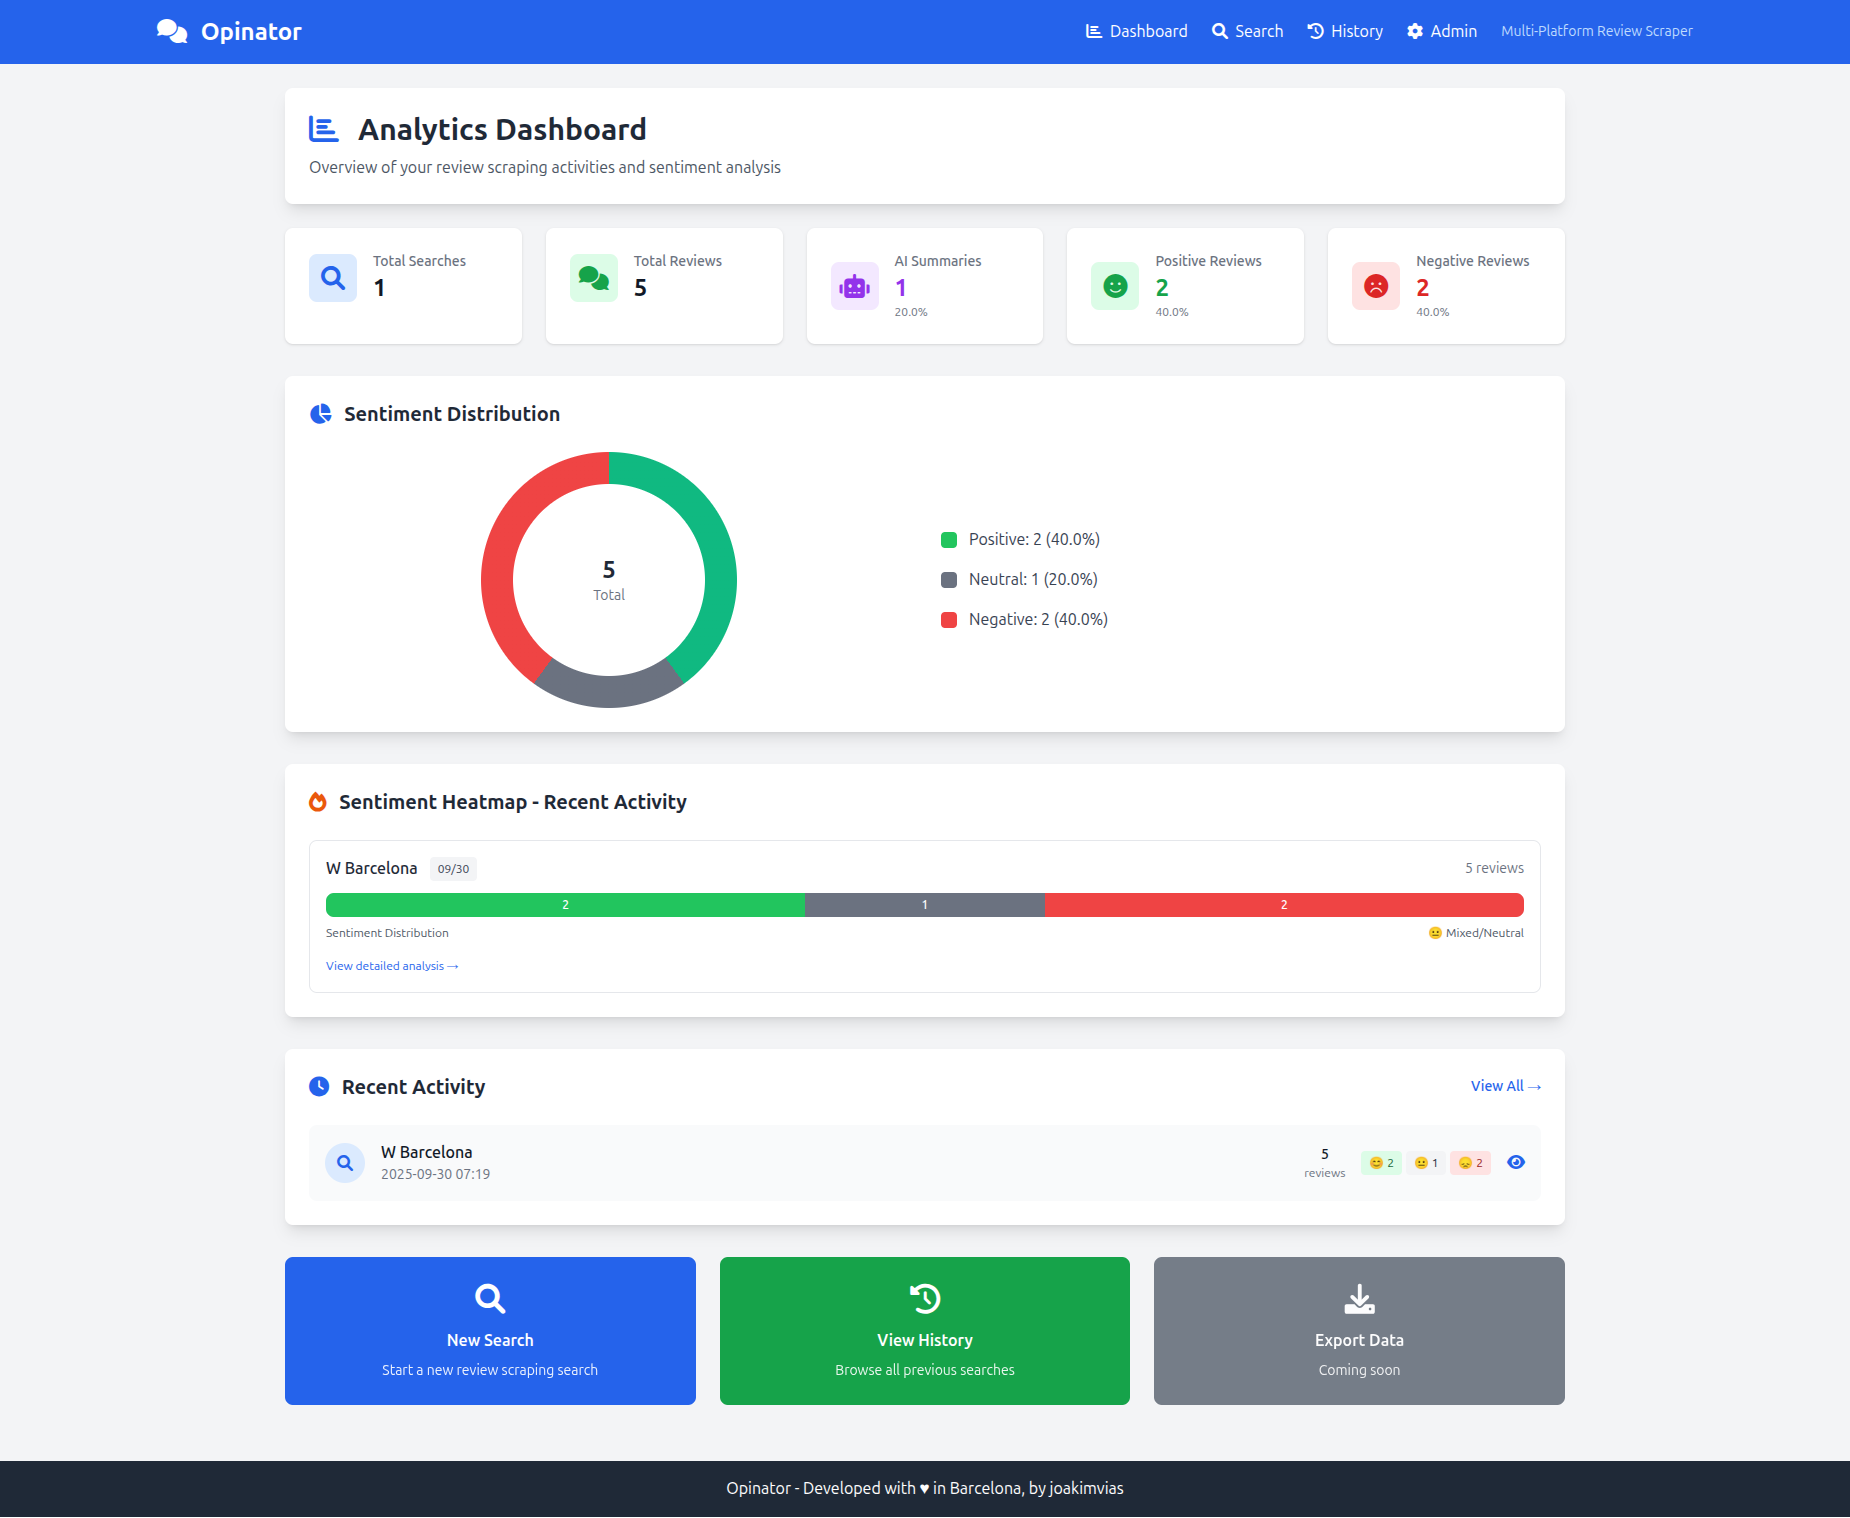 Opinator
Dashboard
Search
History
Admin
Multi-Platform Review Scraper
Analytics Dashboard
Overview of your review scraping activities and sentiment analysis
Total Searches
1
Total Reviews
5
AI Summaries
1
20.0%
Positive Reviews
2
40.0%
Negative Reviews
2
40.0%
Sentiment Distribution
5
Total
Positive: 2 (40.0%)
Neutral: 1 (20.0%)
Negative: 2 (40.0%)
Sentiment Heatmap - Recent Activity
W Barcelona 09/30
5 reviews
2 1 2
Sentiment Distribution
😐 Mixed/Neutral
View detailed analysis →
Recent Activity
View All →
W Barcelona
2025-09-30 07:19
5
reviews
😊 2
😐 1
😞 2
New Search
Start a new review scraping search
View History
Browse all previous searches
Export Data
Coming soon
Opinator - Developed with ♥ in Barcelona, by joakimvias